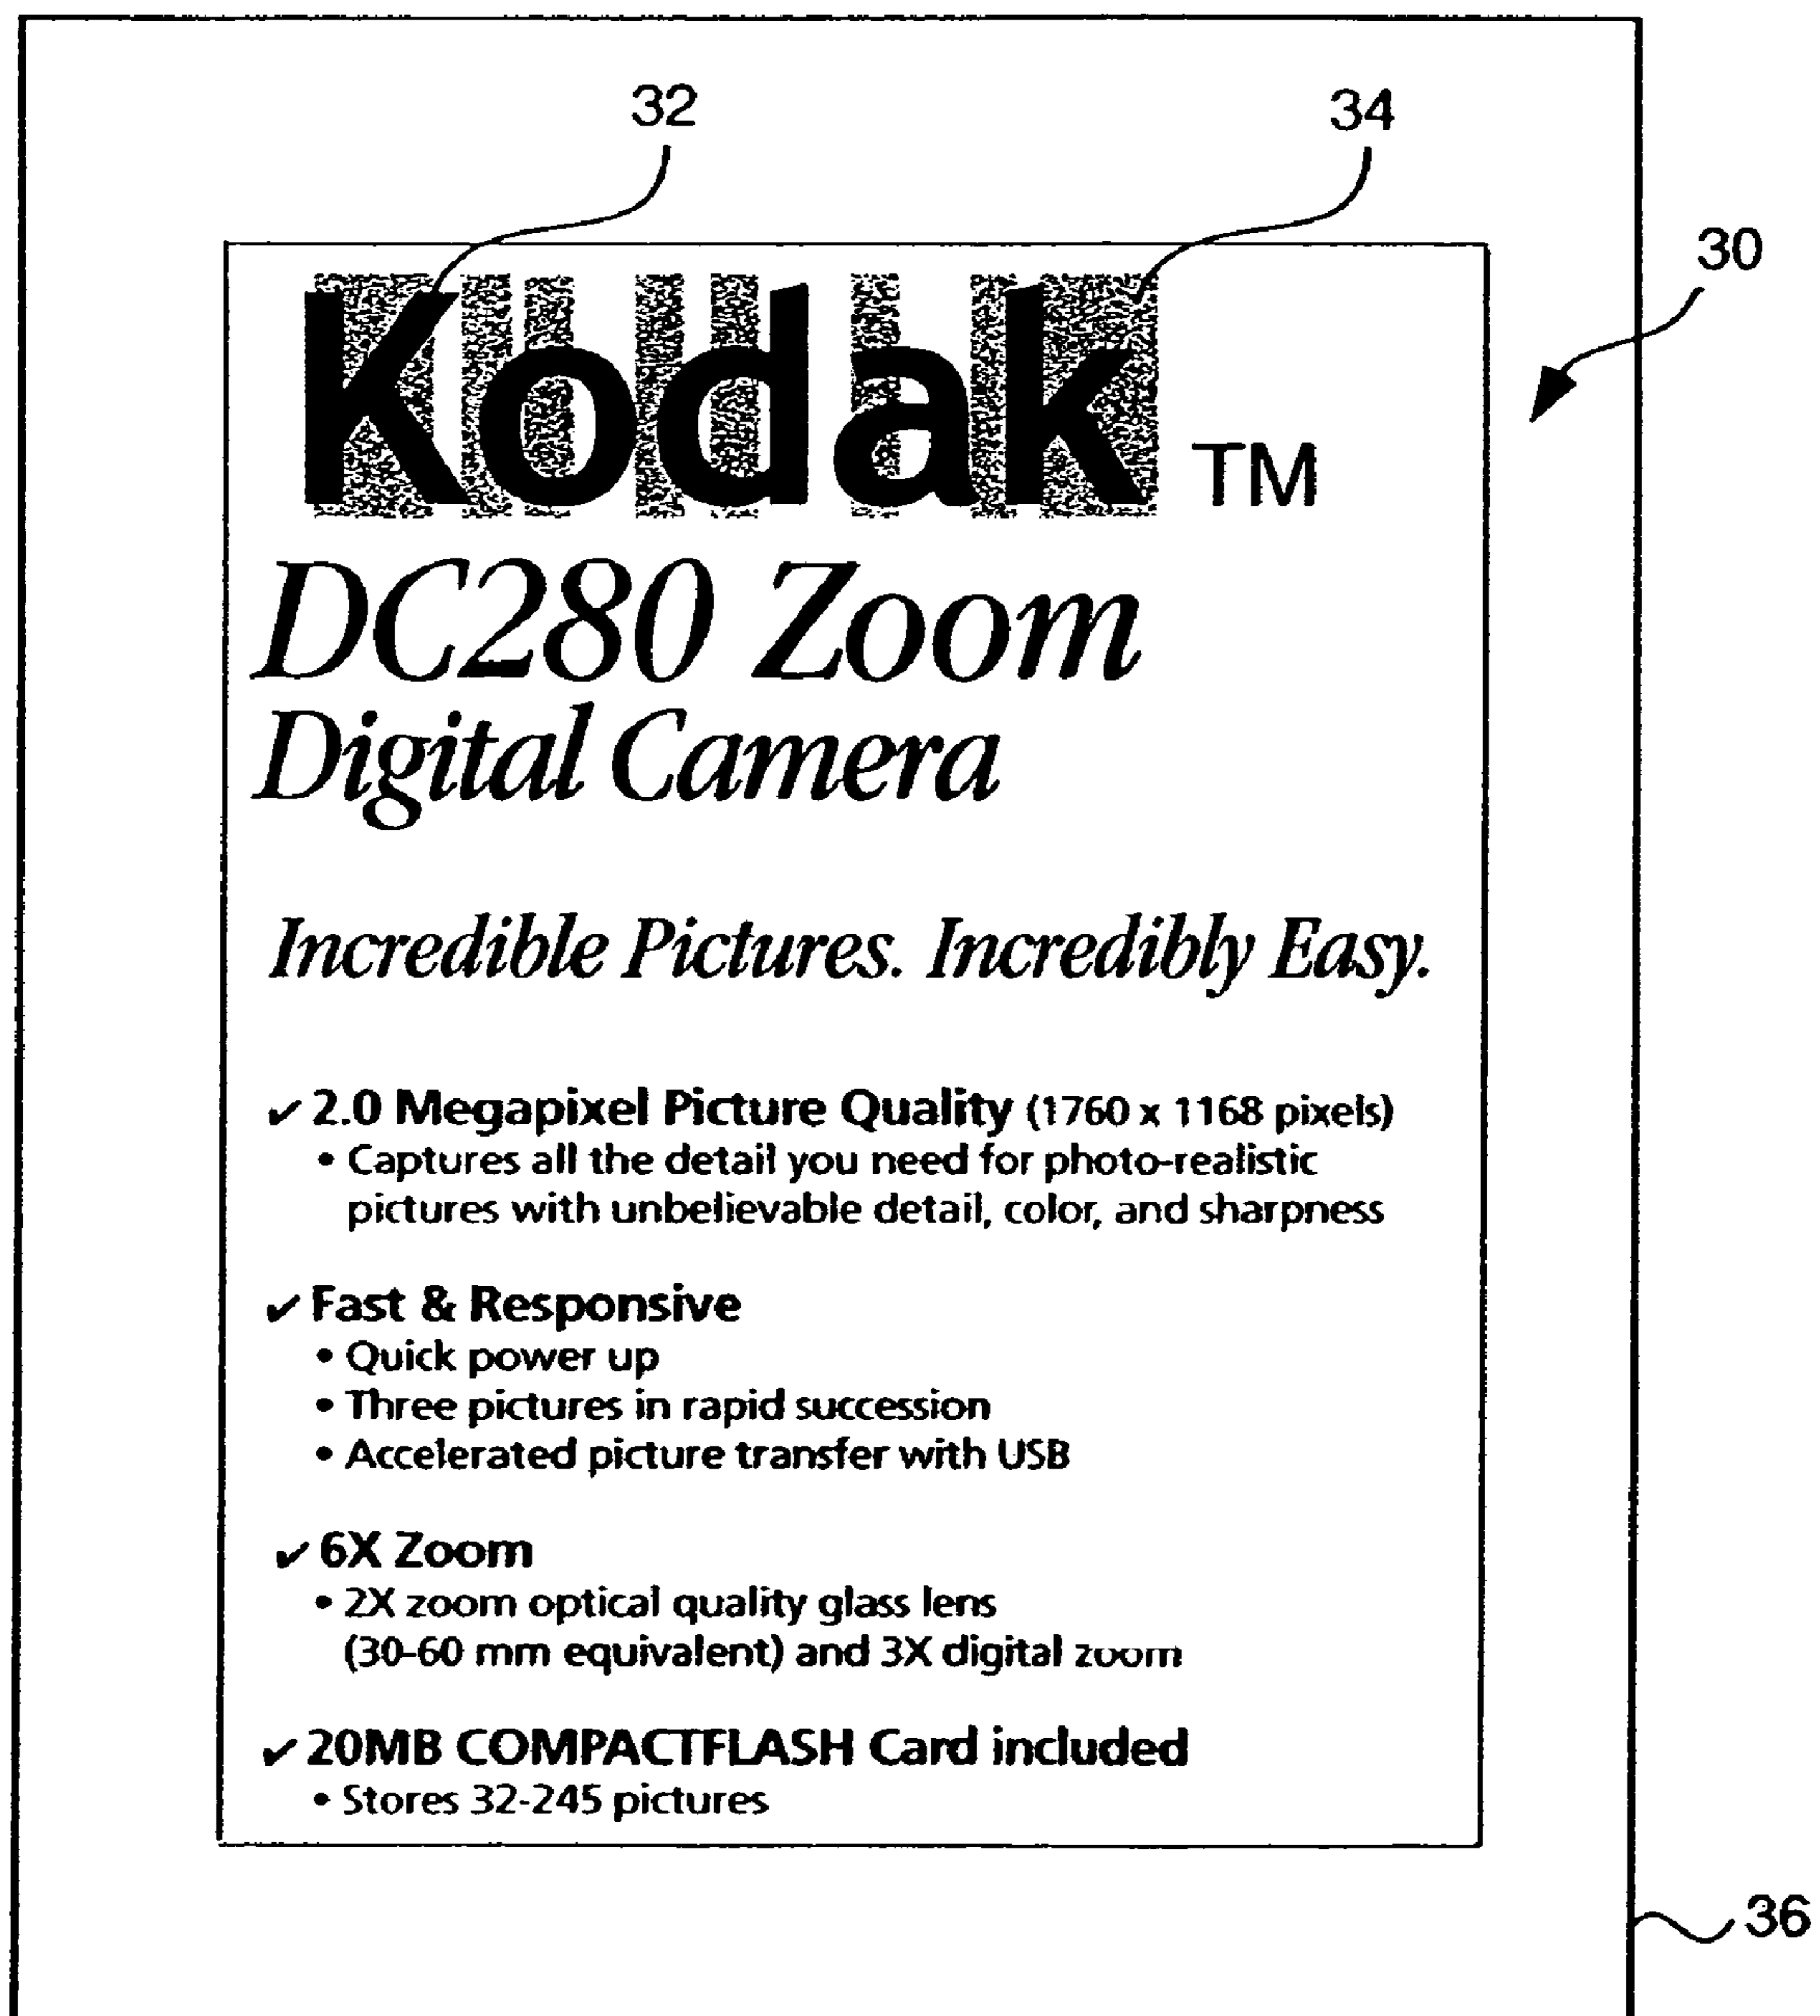 32
34
30
Kodak TM
DC280 Zoom
Digital Camera
Incredible Pictures. Incredibly Easy.
✓ 2.0 Megapixel Picture Quality (1760 x 1168 pixels)
• Captures all the detail you need for photo-realistic
pictures with unbelievable detail, color, and sharpness
✓ Fast & Responsive
• Quick power up
• Three pictures in rapid succession
• Accelerated picture transfer with USB
✓ 6X Zoom
• 2X zoom optical quality glass lens
(30-60 mm equivalent) and 3X digital zoom
✓ 20MB COMPACTFLASH Card included
• Stores 32-245 pictures
36